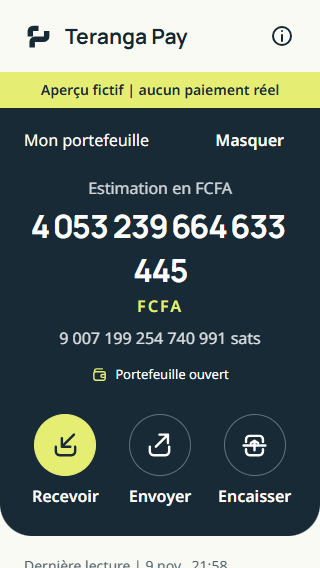 Teranga Pay
Aperçu fictif | aucun paiement réel
Mon portefeuille Masquer
Estimation en FCFA
4 053 239 664 633
445
FCFA
9 007 199 254 740 991 sats
Portefeuille ouvert
Recevoir Envoyer Encaisser
Dernière lecture | 9 nov., 21:58